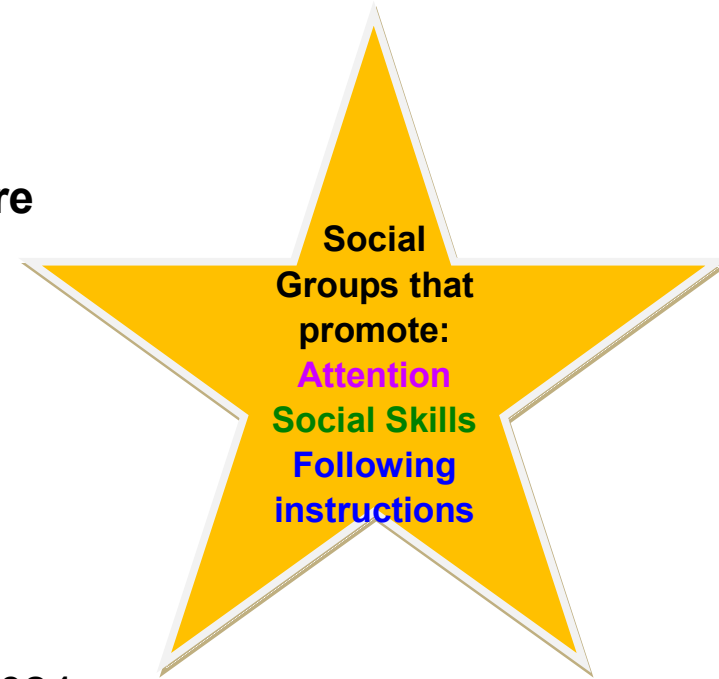 re
Social
Groups that
promote:
Attention
Social Skills
Following
instructions